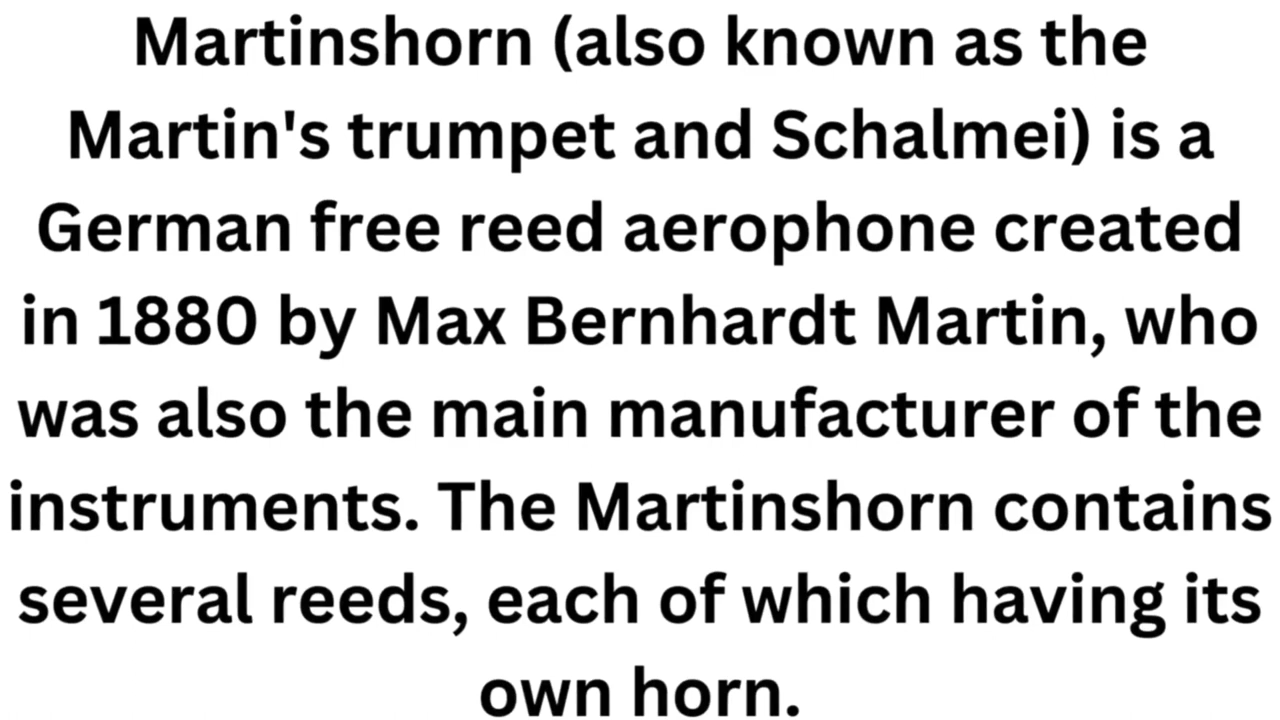 Martinshorn (also known as the
Martin's trumpet and Schalmei) is a
German free reed aerophone created
in 1880 by Max Bernhardt Martin, who
was also the main manufacturer of the
instruments. The Martinshorn contains
several reeds, each of which having its
own horn.